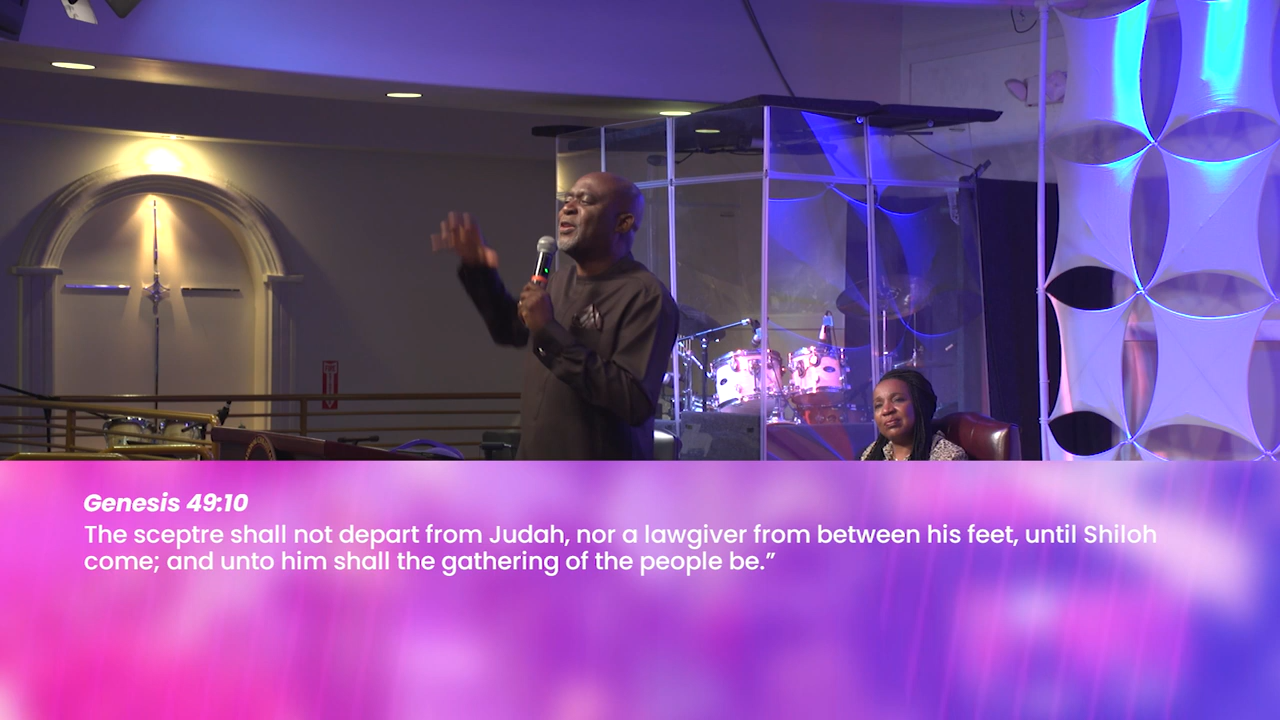 Genesis 49:10
The sceptre shall not depart from Judah, nor a lawgiver from between his feet, until Shiloh
come; and unto him shall the gathering of the people be.”